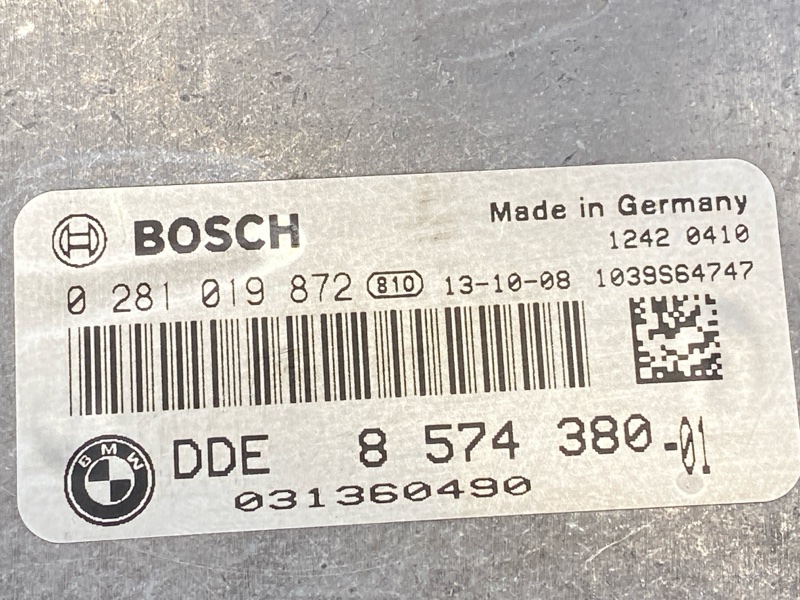 BOSCH
Made in Germany
1242 0410
0 281 019 872 810 13-10-08 1039S64747
BMW
DDE 8 574 380-01
031360490